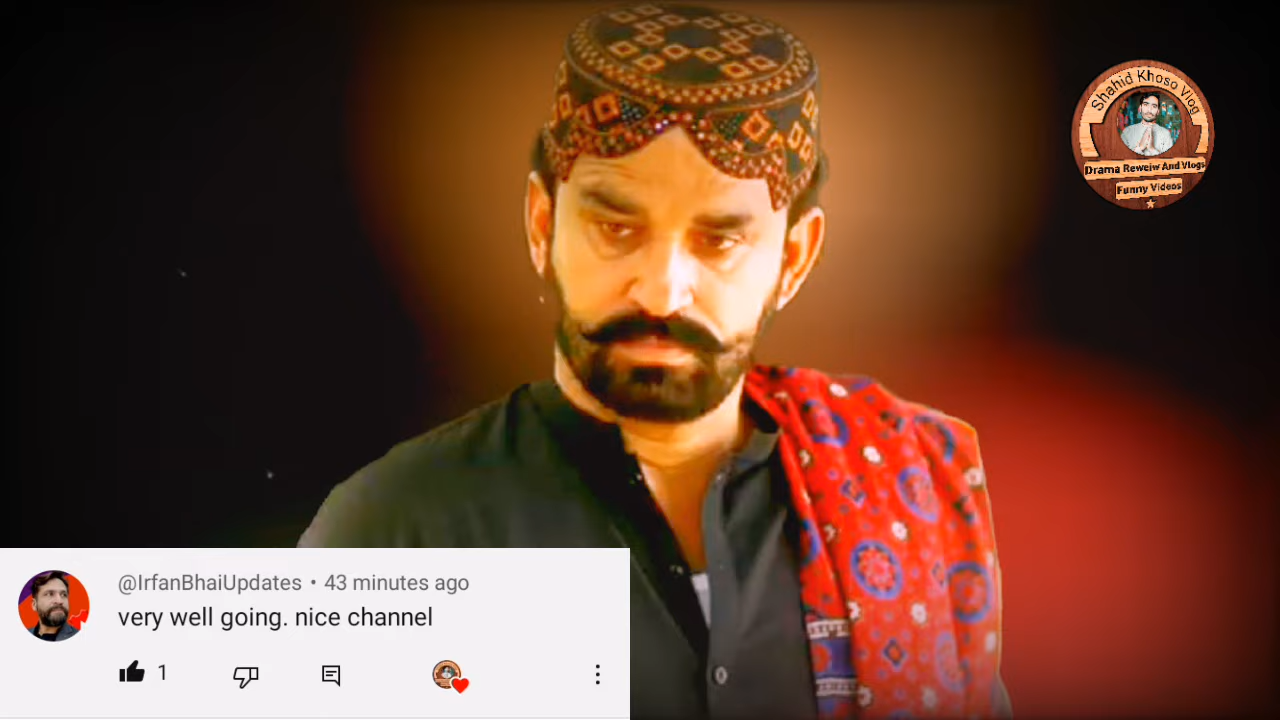 Shahid Khoso Vlog
Drama Reweiw And Vlogs
Funny Videos
@IrfanBhaiUpdates • 43 minutes ago
very well going. nice channel
1